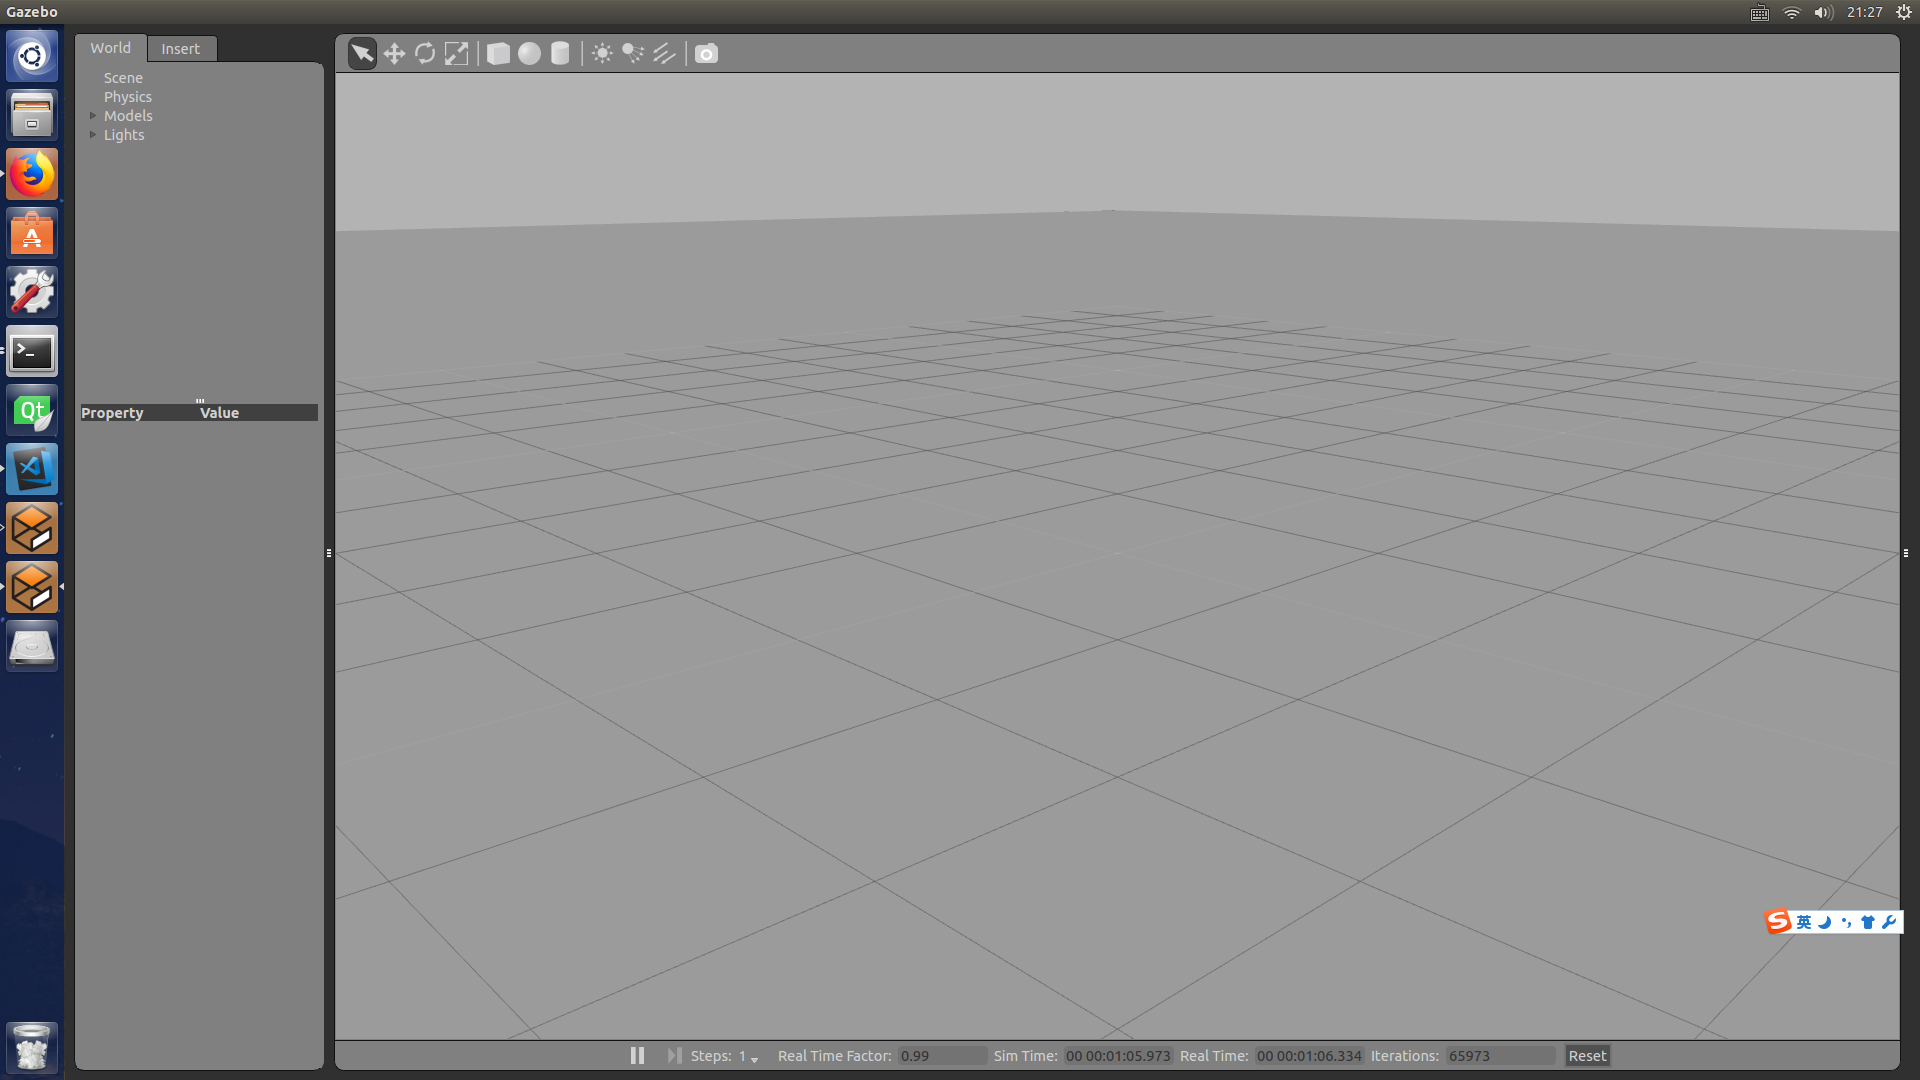 Gazebo
21:27
World
Insert
Scene
Physics
Models
Lights
Property Value
Qt
英
Steps: 1 Real Time Factor: 0.99 Sim Time: 00 00:01:05.973 Real Time: 00 00:01:06.334 Iterations: 65973 Reset